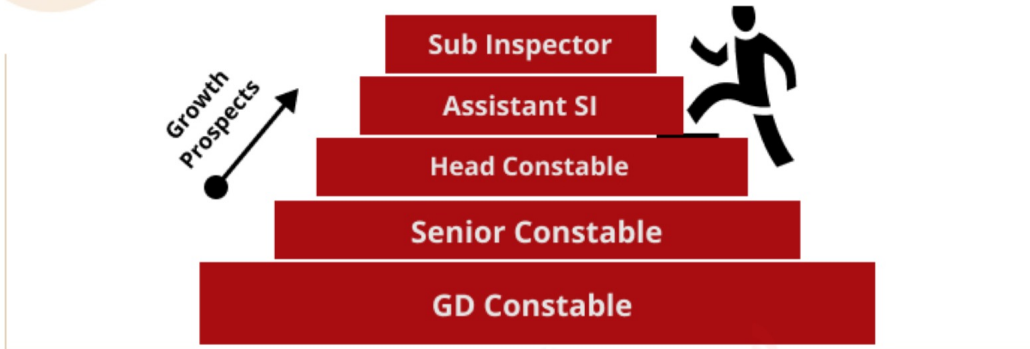 Growth
Prospects
Sub Inspector
Assistant SI
Head Constable
Senior Constable
GD Constable